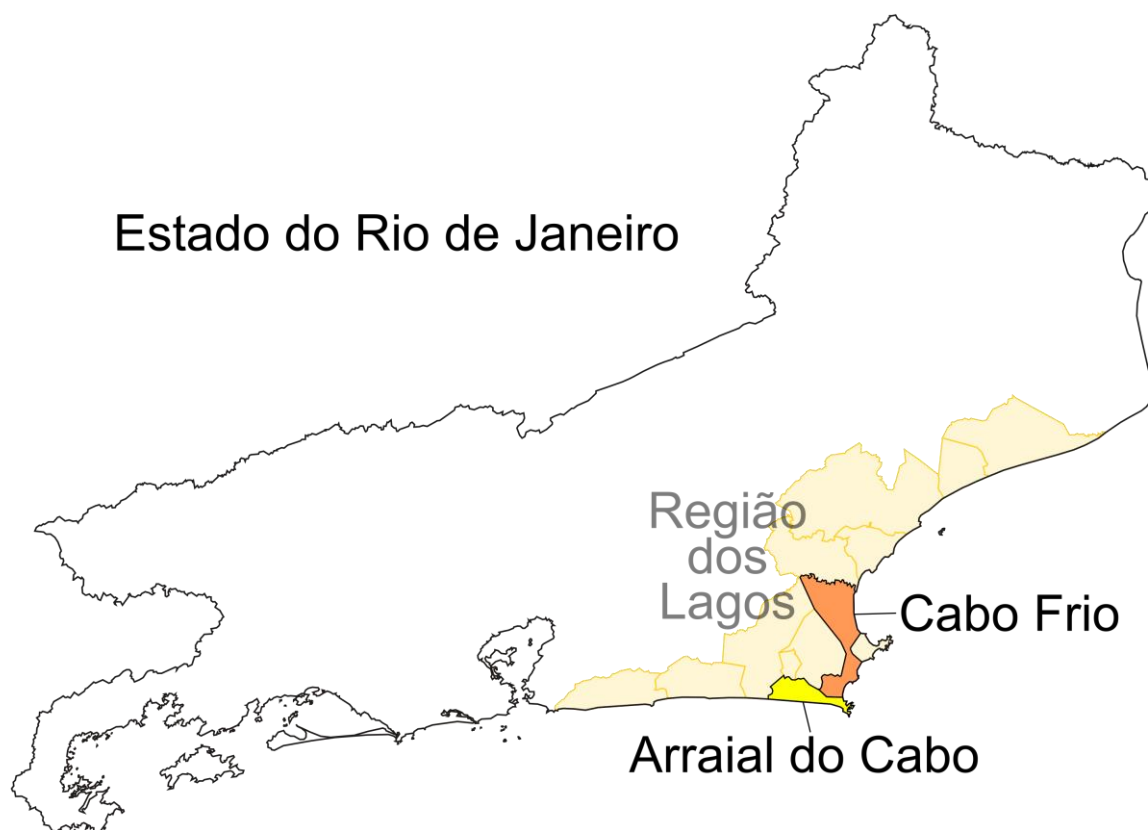 Estado do Rio de Janeiro
Região
dos
Lagos
Cabo Frio
Arraial do Cabo